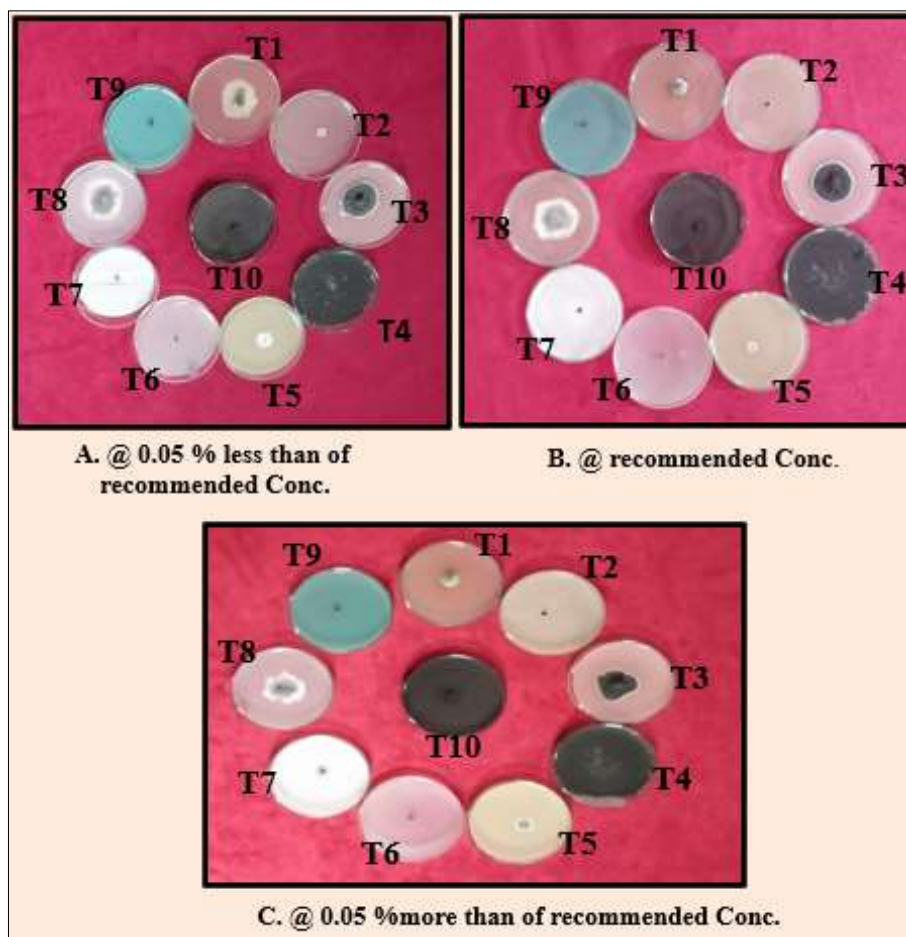 T1
T2
T3
T4
T5
T6
T7
T8
T9
T10
A. @ 0.05 % less than of
recommended Conc.
T1
T2
T3
T4
T5
T6
T7
T8
T9
T10
B. @ recommended Conc.
T1
T2
T3
T4
T5
T6
T7
T8
T9
T10
C. @ 0.05 %more than of recommended Conc.